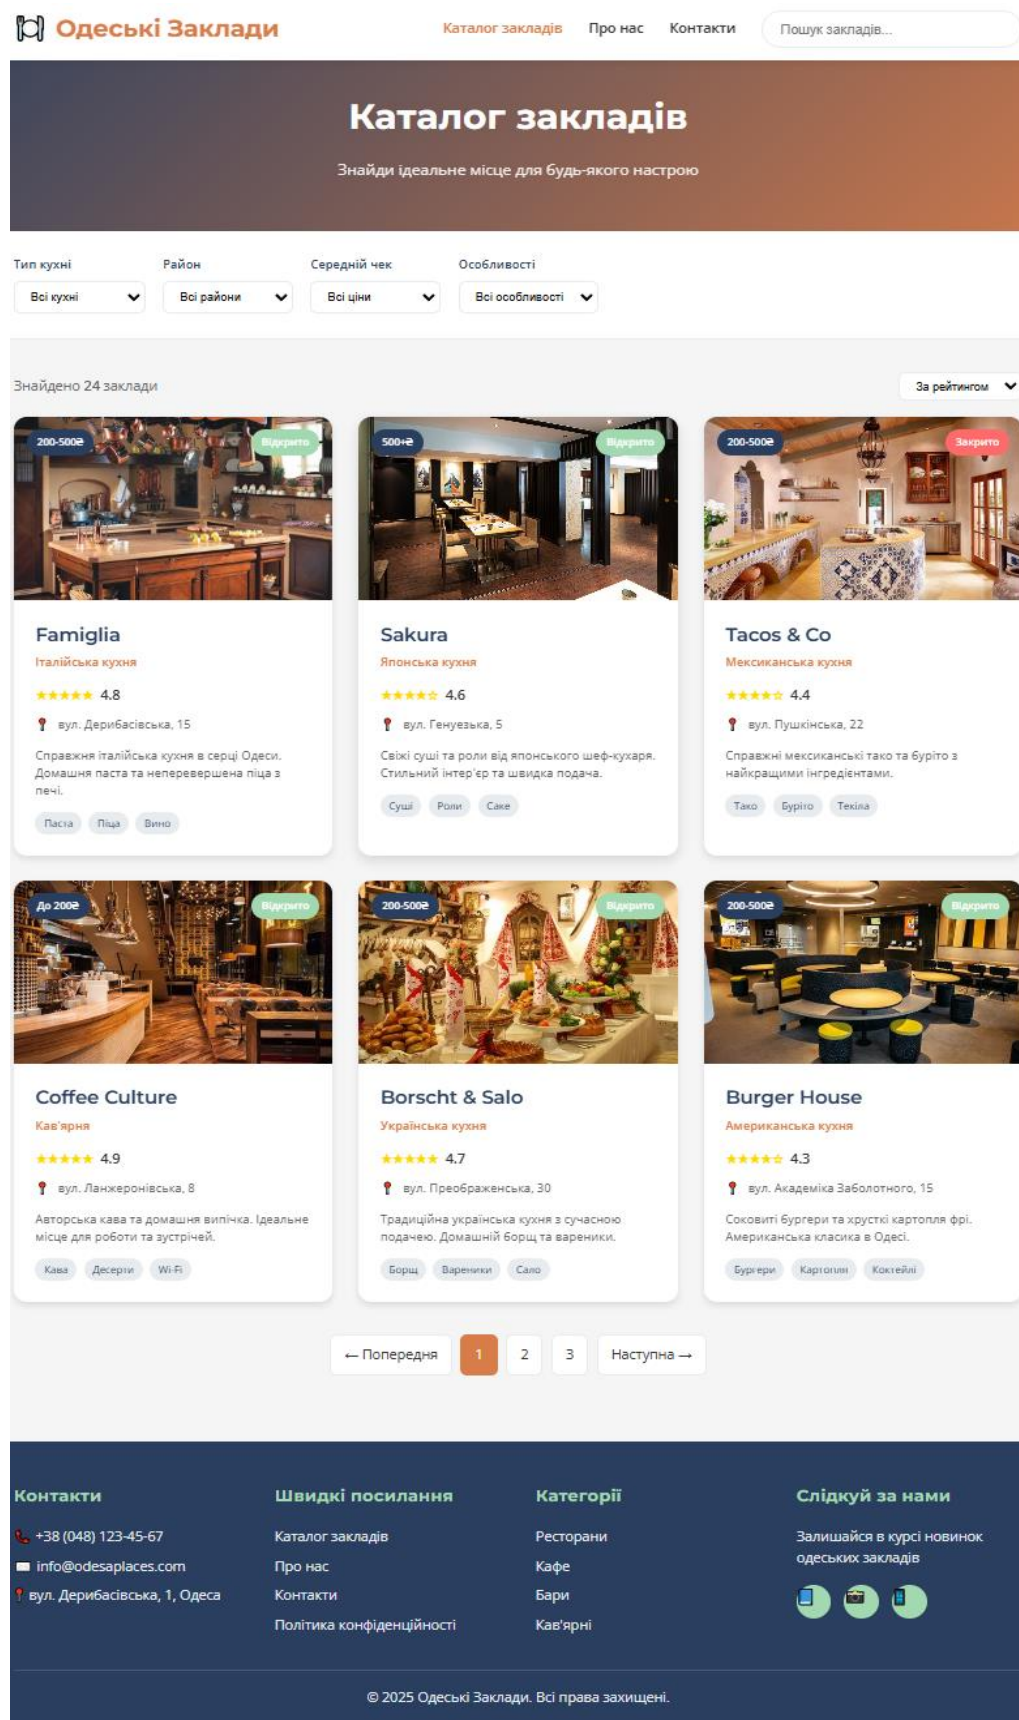 Одеські Заклади
Каталог закладів Про нас Контакти Пошук закладів...
Каталог закладів
Знайди ідеальне місце для будь-якого настрою
Тип кухні Район Середній чек Особливості
Всі кухні Всі райони Всі ціни Всі особливості
Знайдено 24 заклади
За рейтингом
200-500₴ Відкрито
Famiglia
Італійська кухня
★★★★★ 4.8
вул. Дерибасівська, 15
Справжня італійська кухня в серці Одеси.
Домашня паста та неперевершена піца з
печі.
Паста Піца Вино
500+₴ Відкрито
Sakura
Японська кухня
★★★★☆ 4.6
вул. Генуезька, 5
Свіжі суші та роли від японського шеф-кухаря.
Стильний інтер'єр та швидка подача.
Суші Роли Саке
200-500₴ Закрито
Tacos & Co
Мексиканська кухня
★★★★☆ 4.4
вул. Пушкінська, 22
Справжні мексиканські тако та буріто з
найкращими інгредієнтами.
Тако Буріто Текіла
До 200₴ Відкрито
Coffee Culture
Кав'ярня
★★★★★ 4.9
вул. Ланжеронівська, 8
Авторська кава та домашня випічка. Ідеальне
місце для роботи та зустрічей.
Кава Десерти Wi-Fi
200-500₴ Відкрито
Borscht & Salo
Українська кухня
★★★★★ 4.7
вул. Преображенська, 30
Традиційна українська кухня з сучасною
подачею. Домашній борщ та вареники.
Борщ Вареники Сало
200-500₴ Відкрито
Burger House
Американська кухня
★★★★☆ 4.3
вул. Академіка Заболотного, 15
Соковиті бургери та хрусткі картопля фрі.
Американська класика в Одесі.
Бургери Картопля Коктейлі
← Попередня 1 2 3 Наступна →
Контакти
+38 (048) 123-45-67
info@odesaplaces.com
вул. Дерибасівська, 1, Одеса
Швидкі посилання
Каталог закладів
Про нас
Контакти
Політика конфіденційності
Категорії
Ресторани
Кафе
Бари
Кав'ярні
Слідкуй за нами
Залишайся в курсі новинок
одеських закладів
© 2025 Одеські Заклади. Всі права захищені.